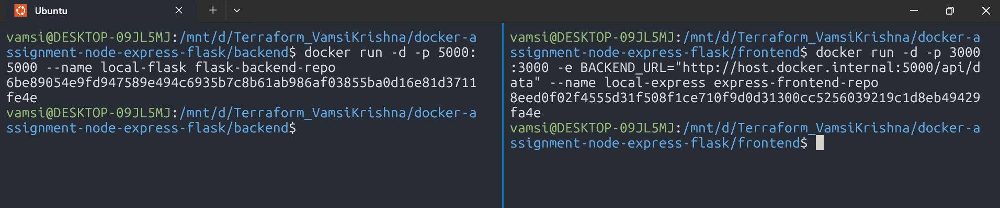 Ubuntu
vamsi@DESKTOP-09JL5MJ:/mnt/d/Terraform_VamsiKrishna/docker-a
ssignment-node-express-flask/backend$ docker run -d -p 5000:
5000 --name local-flask flask-backend-repo
6be89054e9fd947589e494c6935b7c8b61ab986af03855ba0d16e81d3711
fe4e
vamsi@DESKTOP-09JL5MJ:/mnt/d/Terraform_VamsiKrishna/docker-a
ssignment-node-express-flask/backend$
vamsi@DESKTOP-09JL5MJ:/mnt/d/Terraform_VamsiKrishna/docker-a
ssignment-node-express-flask/frontend$ docker run -d -p 3000
:3000 -e BACKEND_URL="http://host.docker.internal:5000/api/d
ata" --name local-express express-frontend-repo
8eed0f02f4555d31f508f1ce710f9d0d31300cc5256039219c1d8eb49429
fa4e
vamsi@DESKTOP-09JL5MJ:/mnt/d/Terraform_VamsiKrishna/docker-a
ssignment-node-express-flask/frontend$